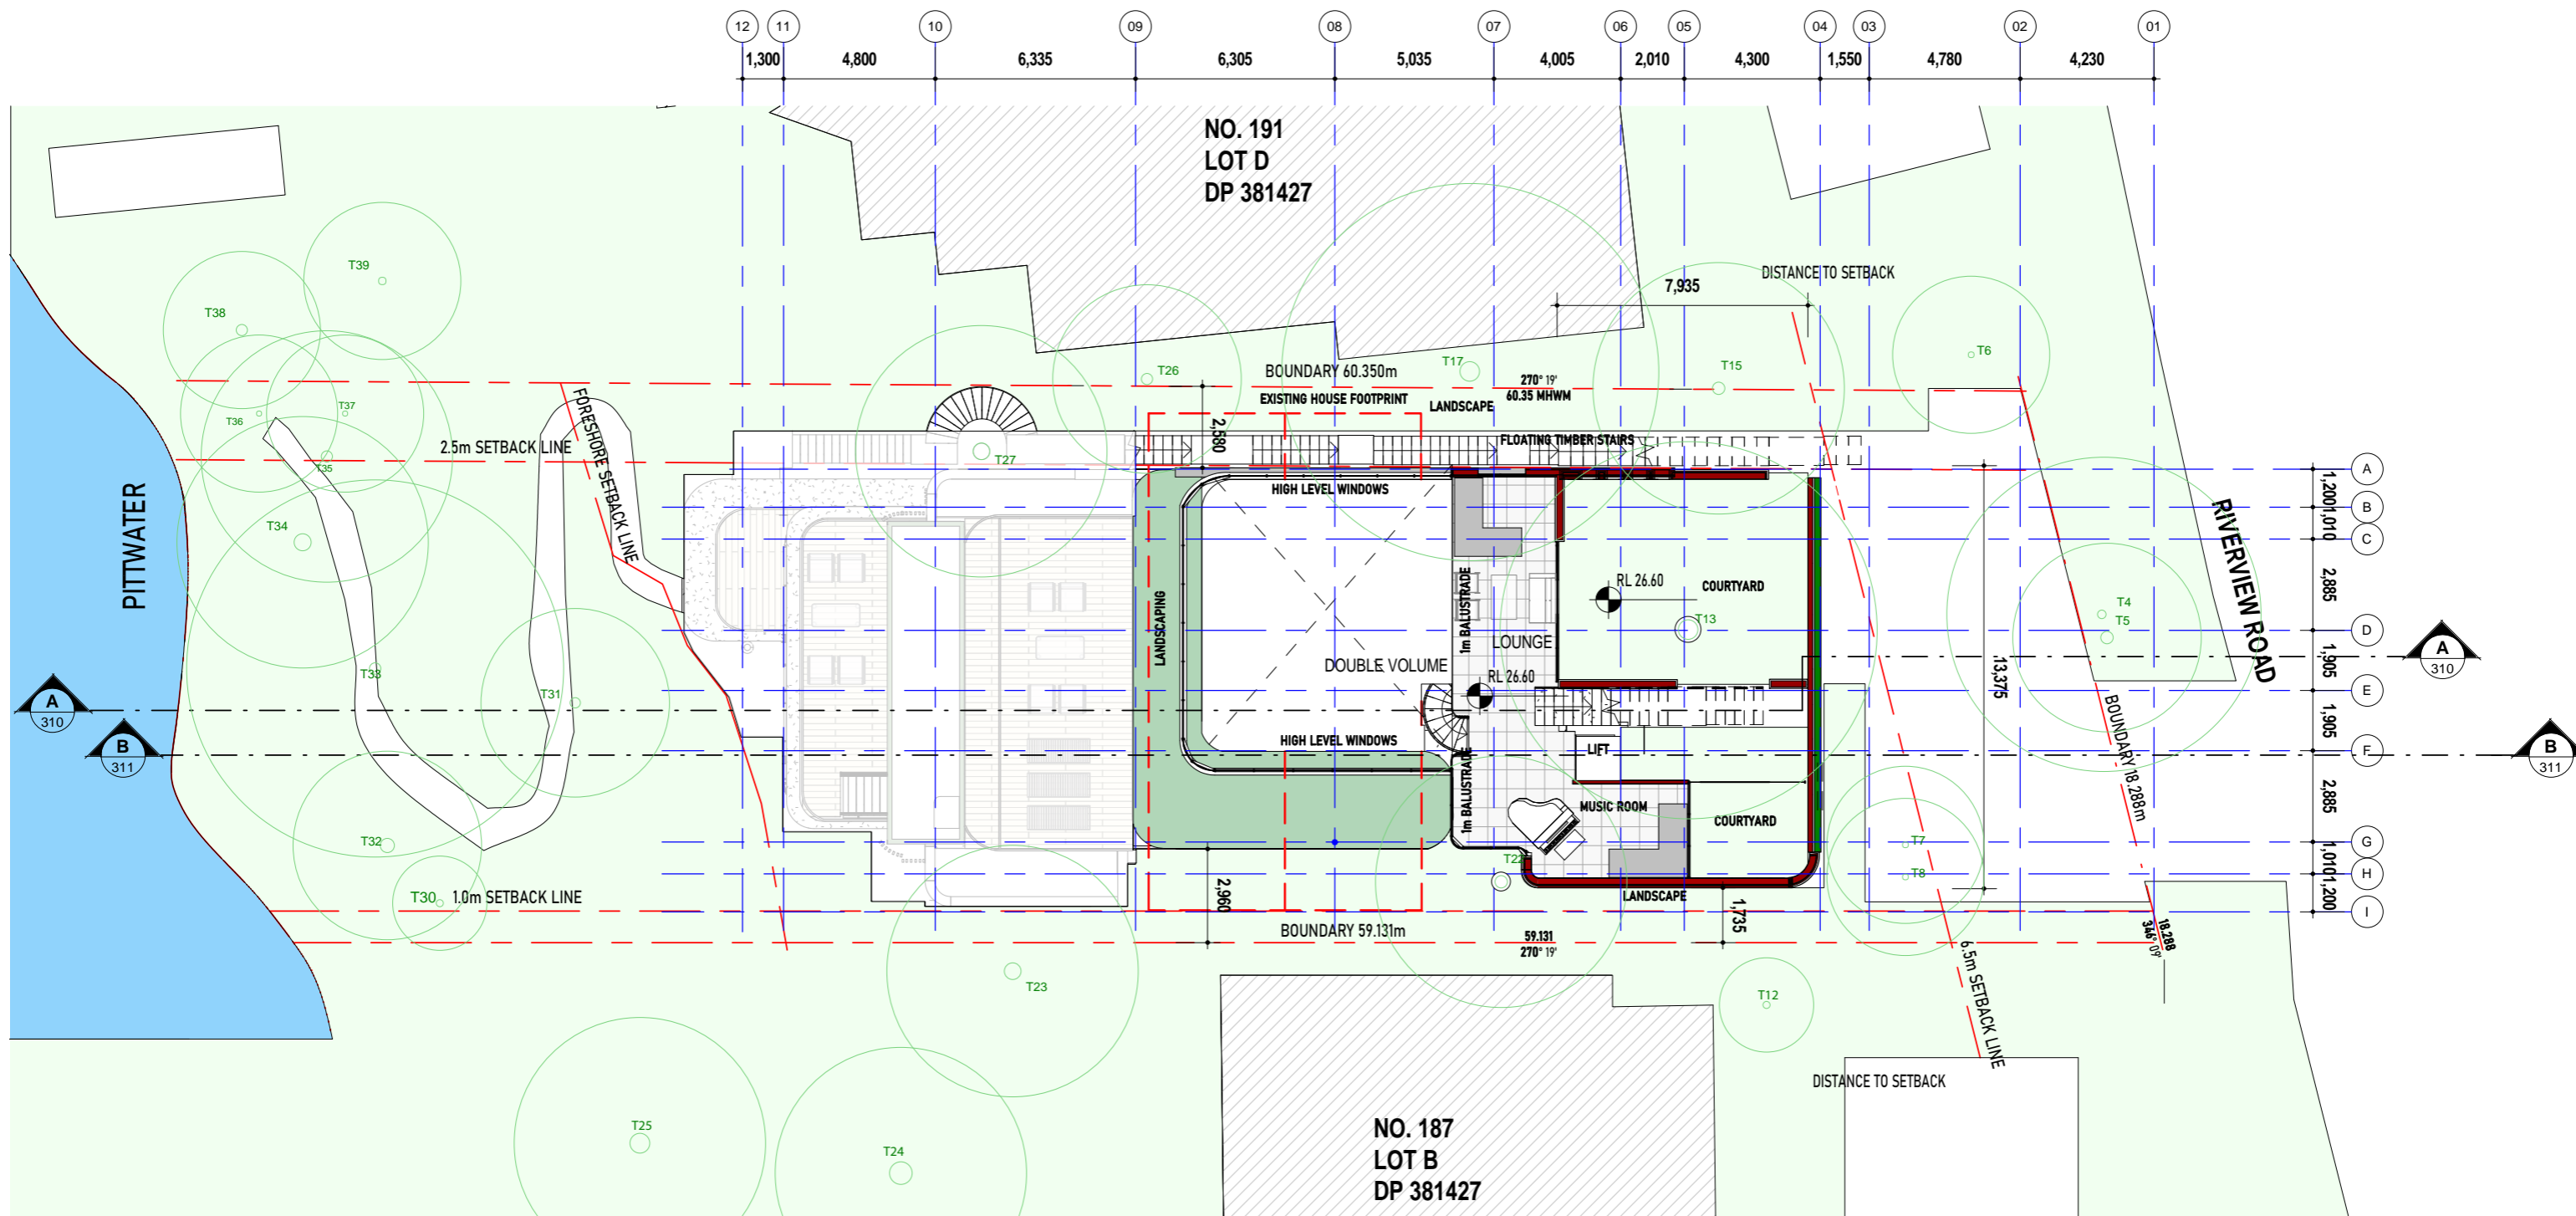 12 11 10 09 08 07 06 05 04 03 02 01
1,300 4,800 6,335 6,305 5,035 4,005 2,010 4,300 1,550 4,780 4,230
NO. 191
LOT D
DP 381427
DISTANCE TO SETBACK
7,935
T39
T38
T36
T37
T35
T34
T33
T31
T32
T30
T27
T26
T17
T15
T6
BOUNDARY 60.350m
270° 19'
60.35 MHWM
EXISTING HOUSE FOOTPRINT
LANDSCAPE
2,580
FLOATING TIMBER STAIRS
2.5m SETBACK LINE
FORESHORE SETBACK LINE
PITTWATER
HIGH LEVEL WINDOWS
LANDSCAPING
1m BALUSTRADE
RL 26.60
COURTYARD
T13
LOUNGE
DOUBLE VOLUME
RL 26.60
HIGH LEVEL WINDOWS
LIFT
1m BALUSTRADE
MUSIC ROOM
COURTYARD
T22
LANDSCAPE
1.0m SETBACK LINE
2,960
1,735
BOUNDARY 59.131m
59.131
270° 19'
13,375
T4
T5
T7
T8
RIVERVIEW ROAD
BOUNDARY 18.288m
18.288
346° 09'
6.5m SETBACK LINE
A
B
C
D
E
F
G
H
I
1,200
1,010
2,885
1,905
1,905
2,885
1,010
1,200
A
310
B
311
A
310
B
311
T23
T12
T25
T24
DISTANCE TO SETBACK
NO. 187
LOT B
DP 381427